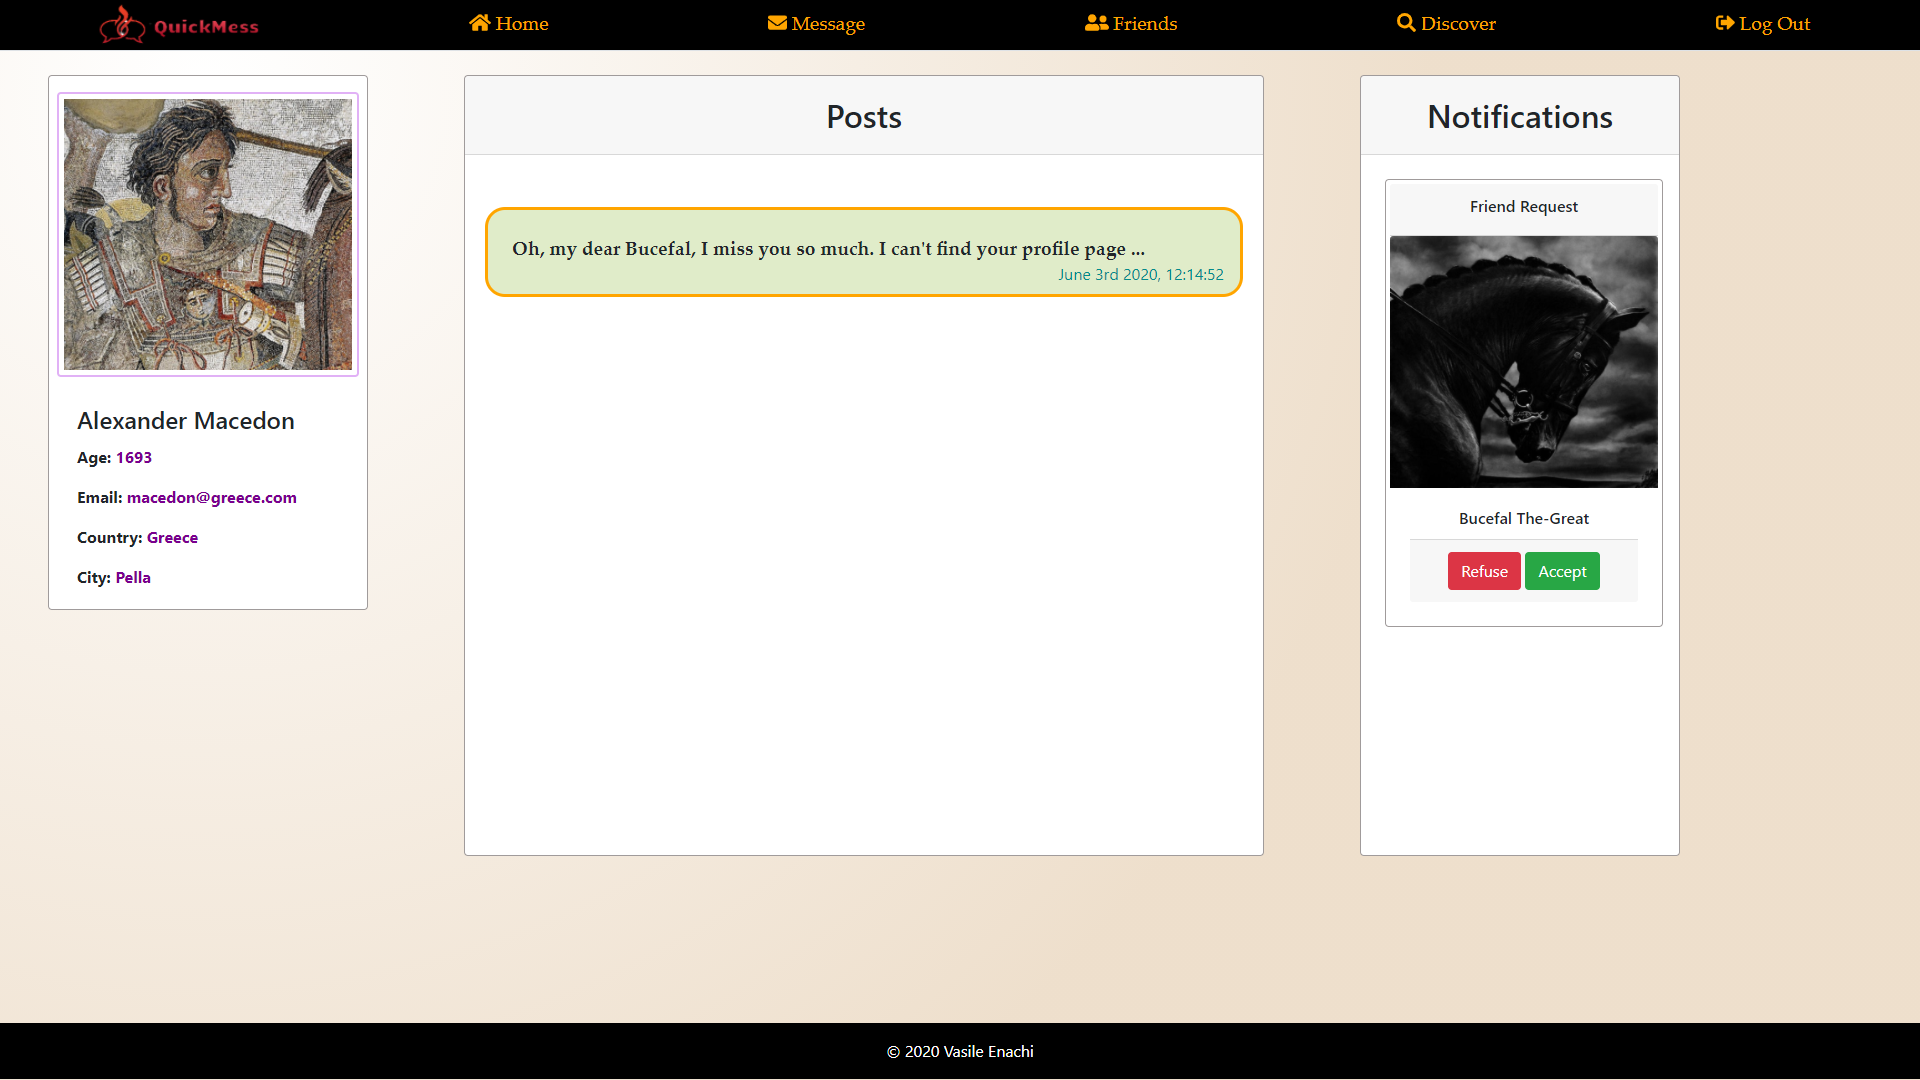 QuickMess
Home
Message
Friends
Discover
Log Out
Alexander Macedon
Age: 1693
Email: macedon@greece.com
Country: Greece
City: Pella
Posts
Oh, my dear Bucefal, I miss you so much. I can't find your profile page ...
June 3rd 2020, 12:14:52
Notifications
Friend Request
Bucefal The-Great
Refuse
Accept
© 2020 Vasile Enachi